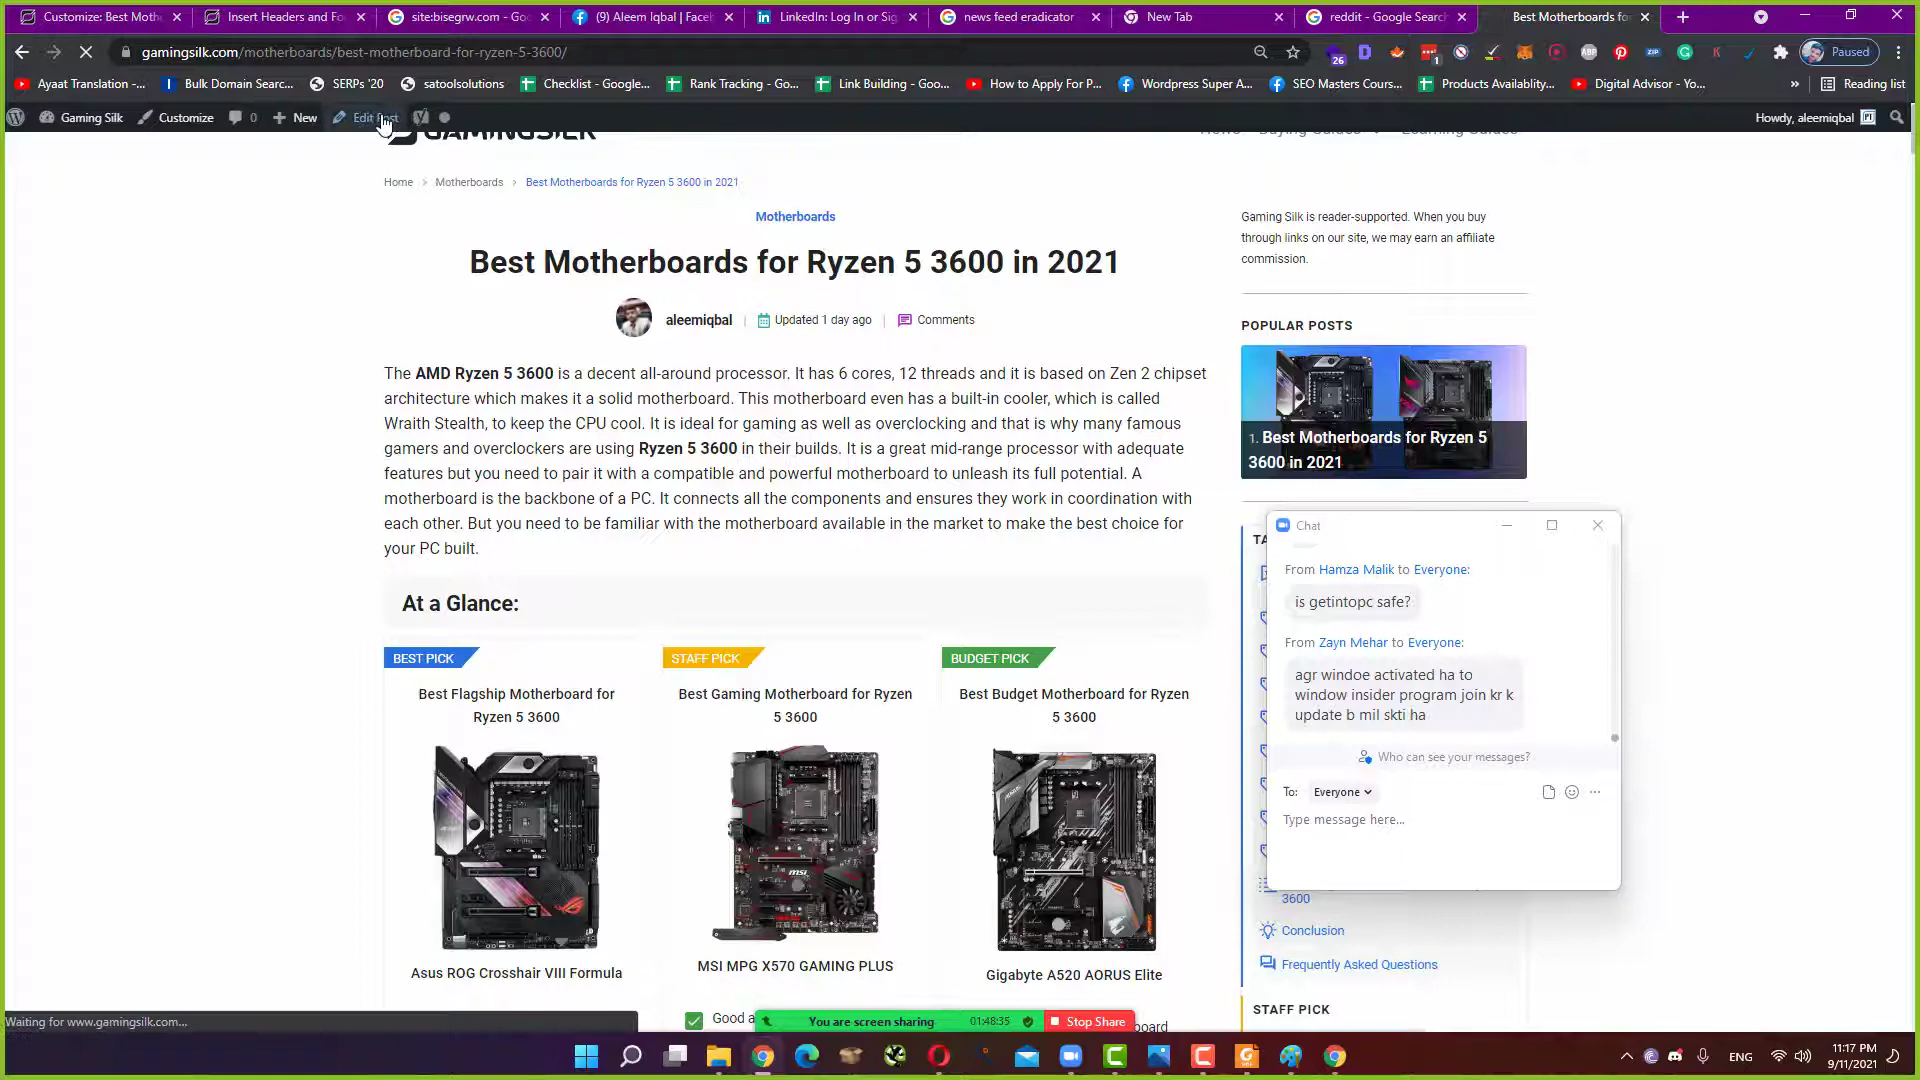 Customize: Best Moth
Insert Headers and Fo
site:bisegrw.com - Goo
(9) Aleem Iqbal | Facel
LinkedIn: Log In or Sig
news feed eradicator
New Tab
reddit - Google Search
Best Motherboards fo
gamingsilk.com/motherboards/best-motherboard-for-ryzen-5-3600/
26
1
ABP
ZIP
Paused
Ayaat Translation -...
Bulk Domain Searc...
SERPs '20
satoolsolutions
Checklist - Google...
Rank Tracking - Go...
Link Building - Goo...
How to Apply For P...
Wordpress Super A...
SEO Masters Cours...
Products Availablity...
Digital Advisor - Yo...
»
Reading list
Gaming Silk
Customize
0
New
Edit Post
Howdy, aleemiqbal
GAMINGSILK
Home
Buying Guides
Learning Guides
Home > Motherboards > Best Motherboards for Ryzen 5 3600 in 2021
Motherboards
Best Motherboards for Ryzen 5 3600 in 2021
aleemiqbal | Updated 1 day ago | Comments
The AMD Ryzen 5 3600 is a decent all-around processor. It has 6 cores, 12 threads and it is based on Zen 2 chipset
architecture which makes it a solid motherboard. This motherboard even has a built-in cooler, which is called
Wraith Stealth, to keep the CPU cool. It is ideal for gaming as well as overclocking and that is why many famous
gamers and overclockers are using Ryzen 5 3600 in their builds. It is a great mid-range processor with adequate
features but you need to pair it with a compatible and powerful motherboard to unleash its full potential. A
motherboard is the backbone of a PC. It connects all the components and ensures they work in coordination with
each other. But you need to be familiar with the motherboard available in the market to make the best choice for
your PC built.
At a Glance:
BEST PICK
Best Flagship Motherboard for
Ryzen 5 3600
Asus ROG Crosshair VIII Formula
STAFF PICK
Best Gaming Motherboard for Ryzen
5 3600
msi
MSI MPG X570 GAMING PLUS
Good a
BUDGET PICK
Best Budget Motherboard for Ryzen
5 3600
Gigabyte A520 AORUS Elite
board
Gaming Silk is reader-supported. When you buy
through links on our site, we may earn an affiliate
commission.
POPULAR POSTS
1. Best Motherboards for Ryzen 5
3600 in 2021
TA
3600
Conclusion
Frequently Asked Questions
STAFF PICK
Chat
From Hamza Malik to Everyone:
is getintopc safe?
From Zayn Mehar to Everyone:
agr windoe activated ha to
window insider program join kr k
update b mil skti ha
Who can see your messages?
To: Everyone
Type message here...
Waiting for www.gamingsilk.com...
You are screen sharing
01:48:35
Stop Share
ENG
11:17 PM
9/11/2021